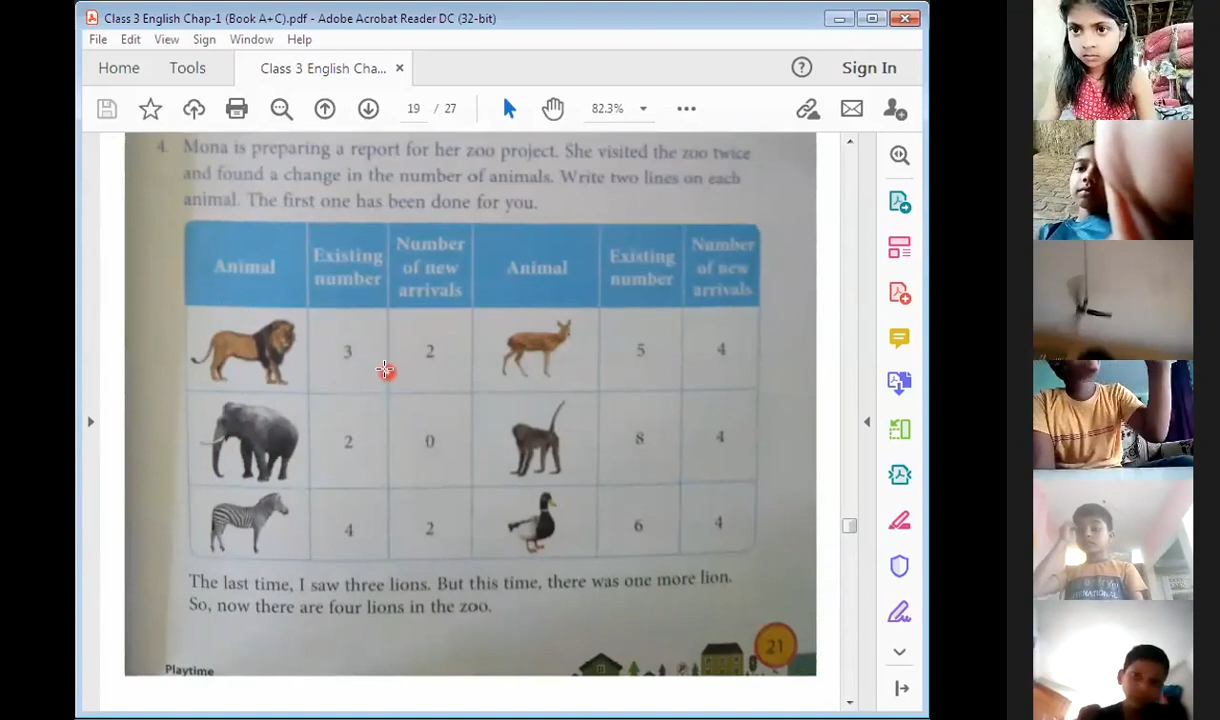 Class 3 English Chap-1 (Book A+C).pdf - Adobe Acrobat Reader DC (32-bit)
File Edit View Sign Window Help
Home Tools Class 3 English Cha... × Sign In
19 / 27 82.3%
4. Mona is preparing a report for her zoo project. She visited the zoo twice
and found a change in the number of animals. Write two lines on each
animal. The first one has been done for you.
Animal Existing number Number of new arrivals Animal Existing number Number of new arrivals
3 2 5 4
2 0 8 4
4 2 6 4
The last time, I saw three lions. But this time, there was one more lion.
So, now there are four lions in the zoo.
21
Playtime